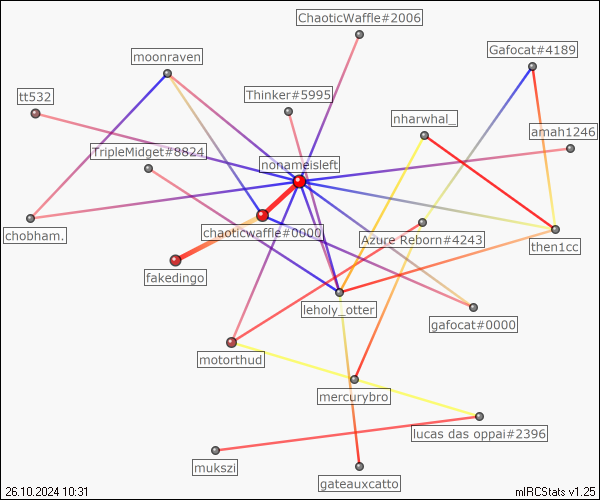 ChaoticWaffle#2006
Gafocat#4189
moonraven
tt532
Thinker#5995
nharwhal_
amah1246
TripleMidget#8824
nonameisleft
chobham.
chaoticwaffle#0000
Azure Reborn#4243
then1cc
fakedingo
leholy_otter
gafocat#0000
motorthud
mercurybro
lucas das oppai#2396
mukszi
gateauxcatto
26.10.2024 10:31
mIRCStats v1.25